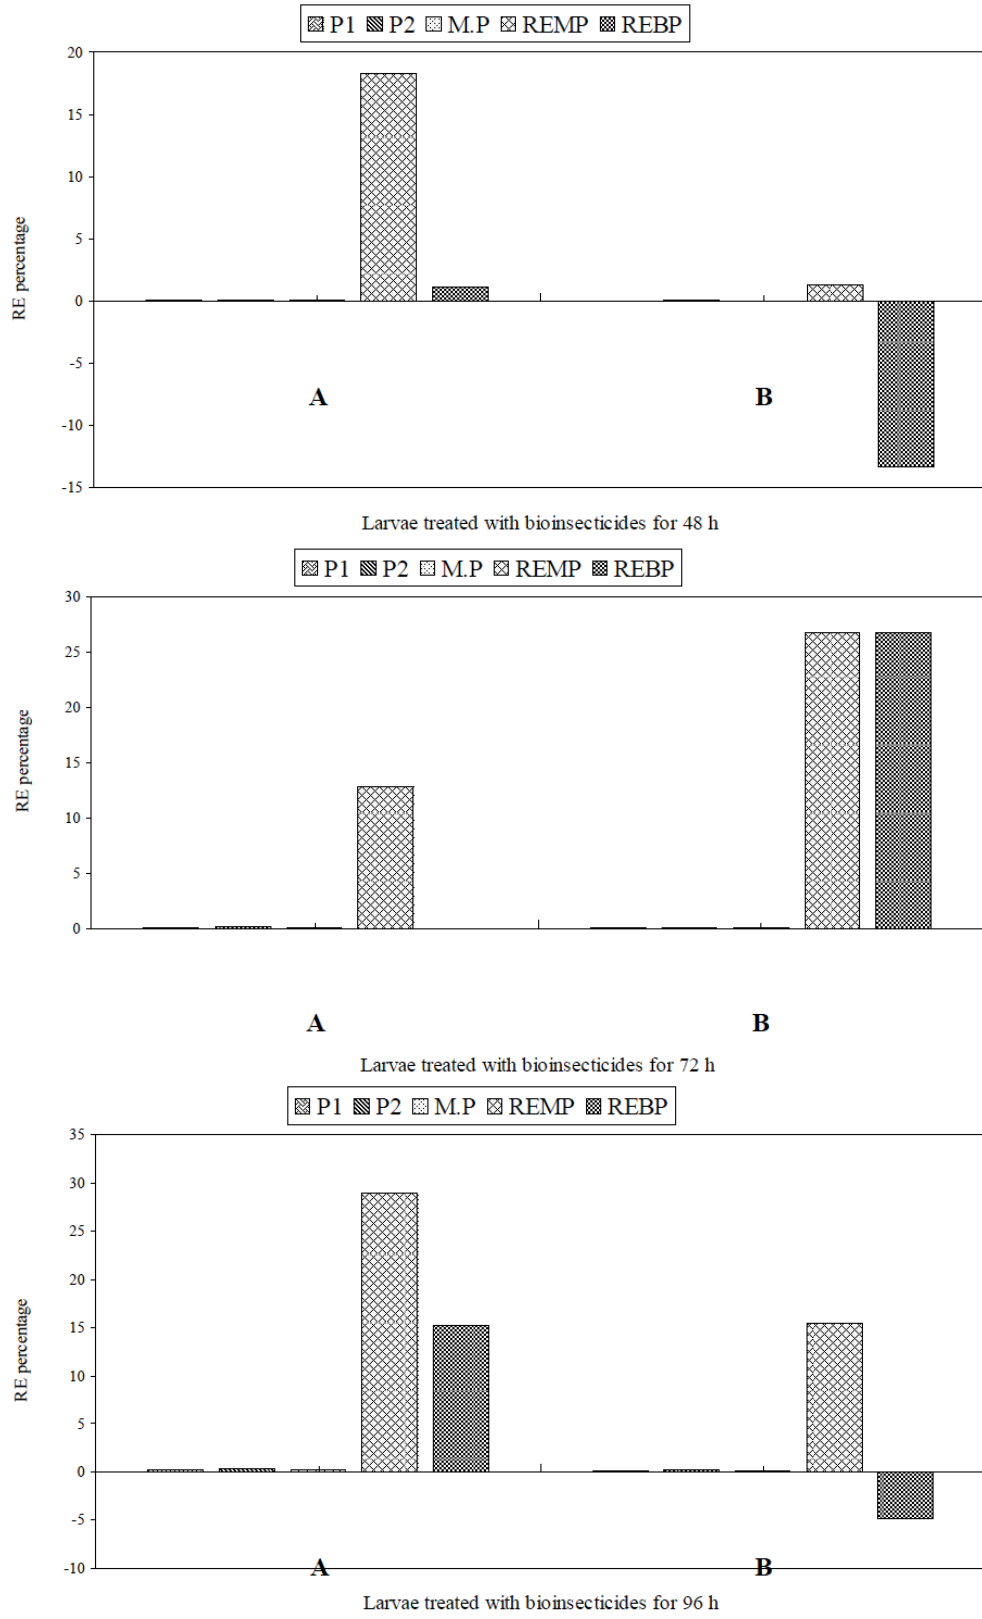 P1 P2 M.P REMP REBP
20
15
10
5
0
-5
-10
-15
RE percentage
A B
Larvae treated with bioinsecticides for 48 h
P1 P2 M.P REMP REBP
30
25
20
15
10
5
0
RE percentage
A B
Larvae treated with bioinsecticides for 72 h
P1 P2 M.P REMP REBP
35
30
25
20
15
10
5
0
-5
-10
RE percentage
A B
Larvae treated with bioinsecticides for 96 h